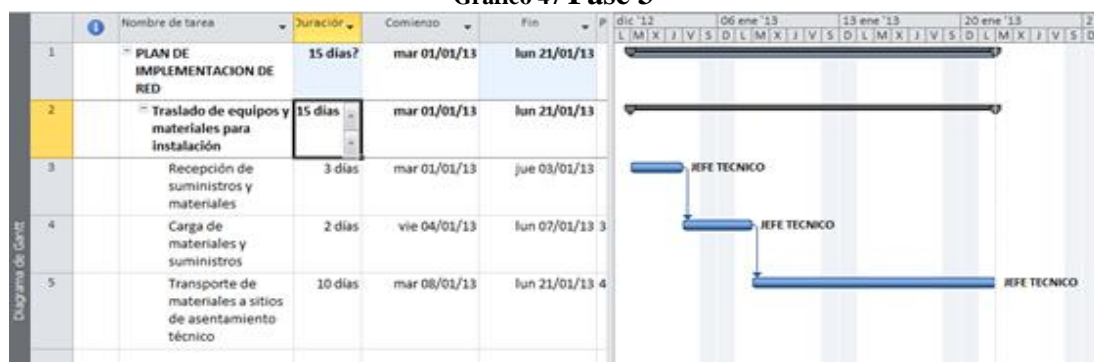 Gráfico 47 Fase 3
Nombre de tarea Duración Comienzo Fin P dic '12 06 ene '13 13 ene '13 20 ene '13 2
L M X J V S D L M X J V S D L M X J V S D L M X J V S D
1 PLAN DE 15 días? mar 01/01/13 lun 21/01/13
IMPLEMENTACION DE
RED
2 Traslado de equipos y 15 días mar 01/01/13 lun 21/01/13
materiales para
instalación
3 Recepción de 3 días mar 01/01/13 jue 03/01/13 JEFE TECNICO
suministros y
materiales
4 Carga de 2 días vie 04/01/13 lun 07/01/13 3 JEFE TECNICO
materiales y
suministros
5 Transporte de 10 días mar 08/01/13 lun 21/01/13 4 JEFE TECNICO
materiales a sitios
de asentamiento
técnico
Diagrama de Gantt